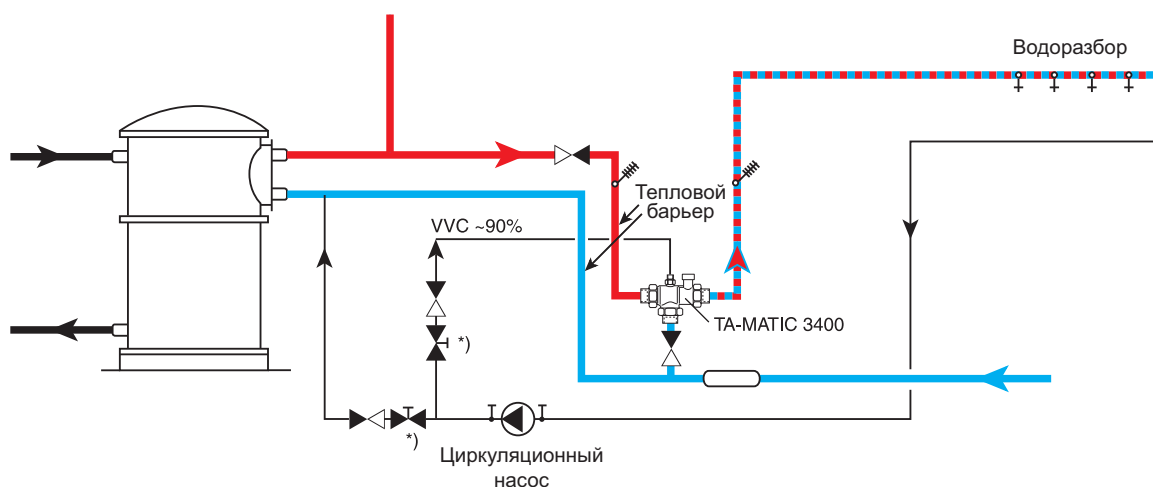 Водоразбор
Тепловой
барьер
VVC ~90%
TA-MATIC 3400
*)
*)
Циркуляционный
насос